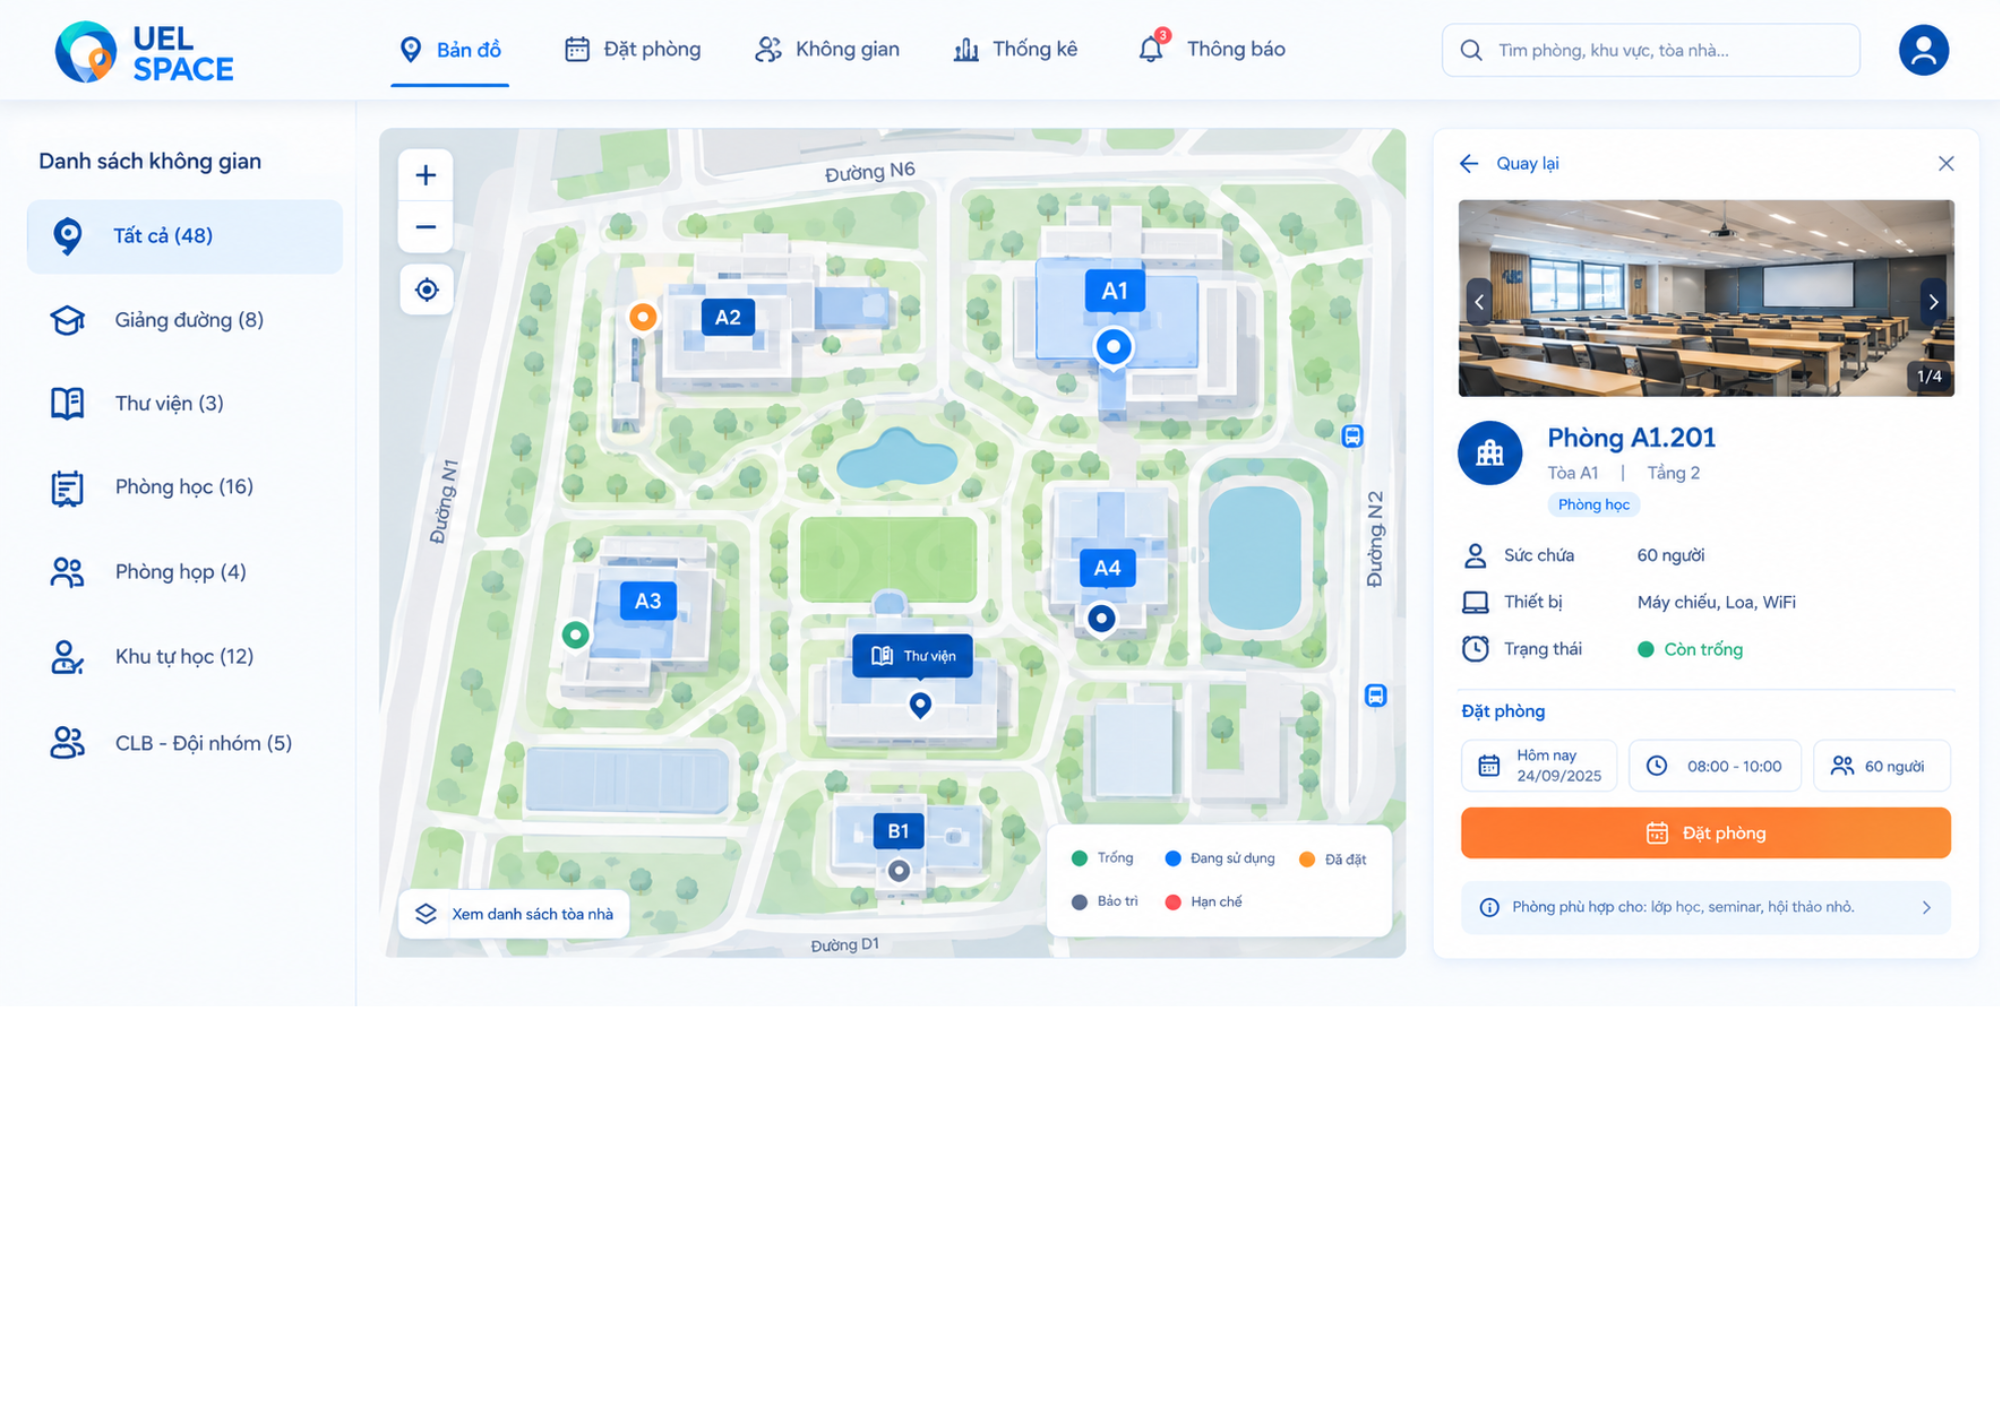 UEL
SPACE
Bản đồ
Đặt phòng
Không gian
Thống kê
3
Thông báo
Tìm phòng, khu vực, tòa nhà...
Danh sách không gian
Tất cả (48)
Giảng đường (8)
Thư viện (3)
Phòng học (16)
Phòng họp (4)
Khu tự học (12)
CLB - Đội nhóm (5)
+
−
Đường N6
Đường N1
Đường N2
Đường D1
A2
A1
A3
A4
Thư viện
B1
Xem danh sách tòa nhà
Trống
Đang sử dụng
Đã đặt
Bảo trì
Hạn chế
Quay lại
1/4
Phòng A1.201
Tòa A1 | Tầng 2
Phòng học
Sức chứa 60 người
Thiết bị Máy chiếu, Loa, WiFi
Trạng thái Còn trống
Đặt phòng
Hôm nay
24/09/2025
08:00 - 10:00
60 người
Đặt phòng
Phòng phù hợp cho: lớp học, seminar, hội thảo nhỏ.